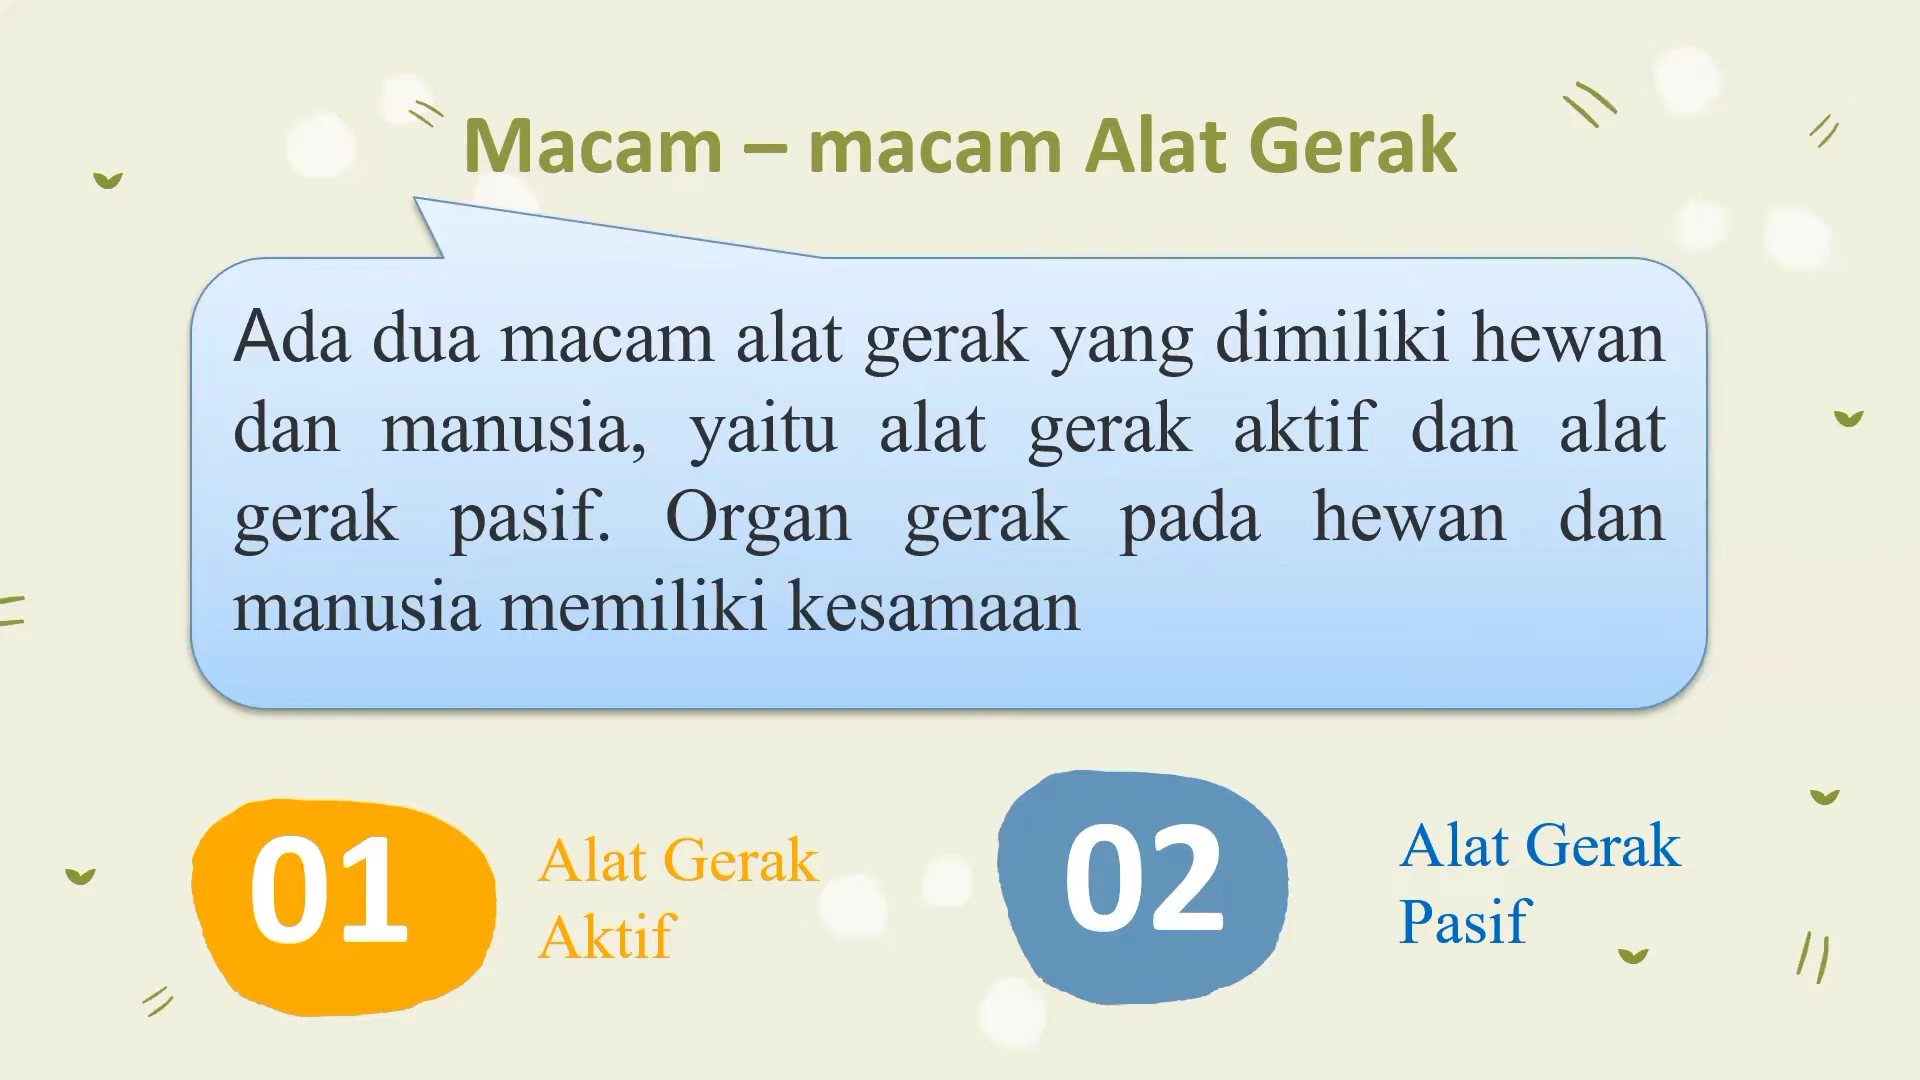 Macam – macam Alat Gerak
Ada dua macam alat gerak yang dimiliki hewan
dan manusia, yaitu alat gerak aktif dan alat
gerak pasif. Organ gerak pada hewan dan
manusia memiliki kesamaan
01
Alat Gerak
Aktif
02
Alat Gerak
Pasif